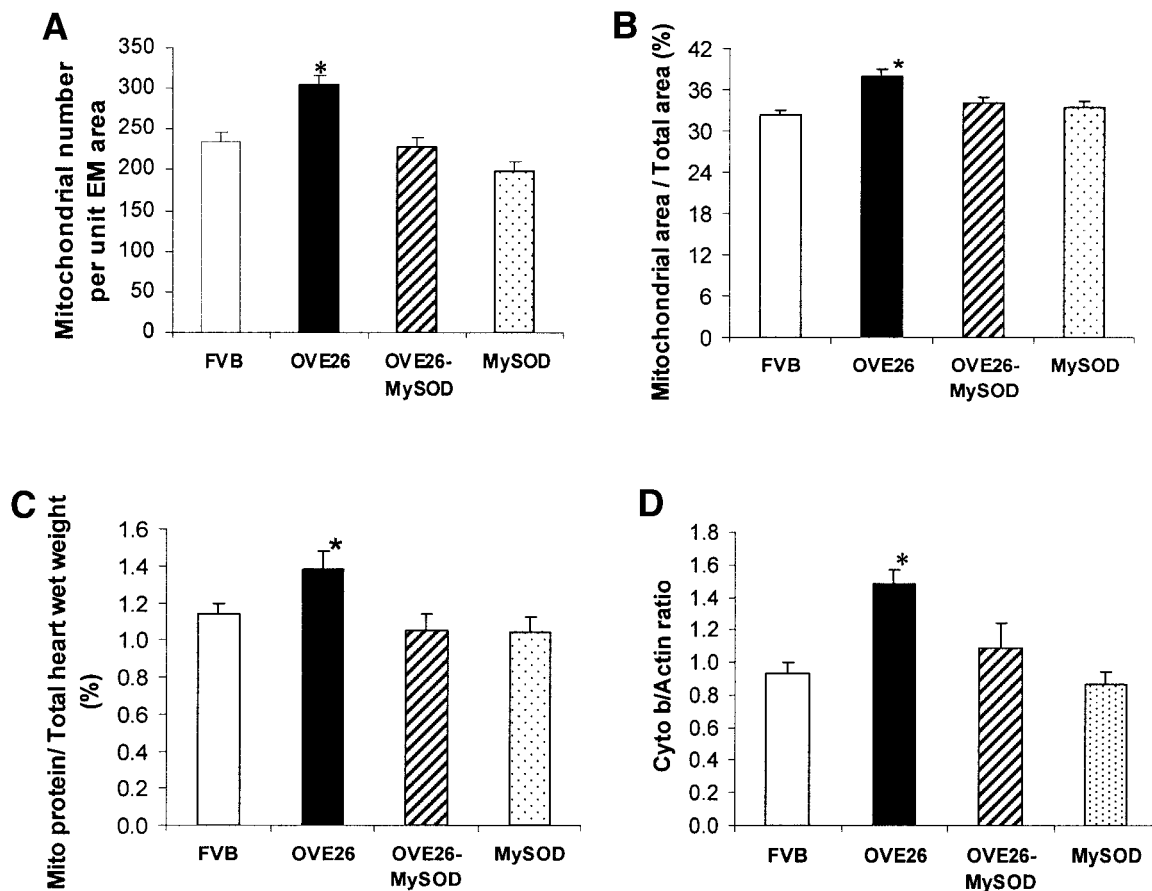 A
Mitochondrial number
per unit EM area
350
300
250
200
150
100
50
0
*
FVB
OVE26
OVE26-
MySOD
MySOD
B
Mitochondrial area / Total area (%)
42
36
30
24
18
12
6
0
*
FVB
OVE26
OVE26-
MySOD
MySOD
C
Mito protein/ Total heart wet weight
(%)
1.6
1.4
1.2
1.0
0.8
0.6
0.4
0.2
0.0
*
FVB
OVE26
OVE26-
MySOD
MySOD
D
Cyto b/Actin ratio
1.8
1.6
1.4
1.2
1.0
0.8
0.6
0.4
0.2
0.0
*
FVB
OVE26
OVE26-
MySOD
MySOD